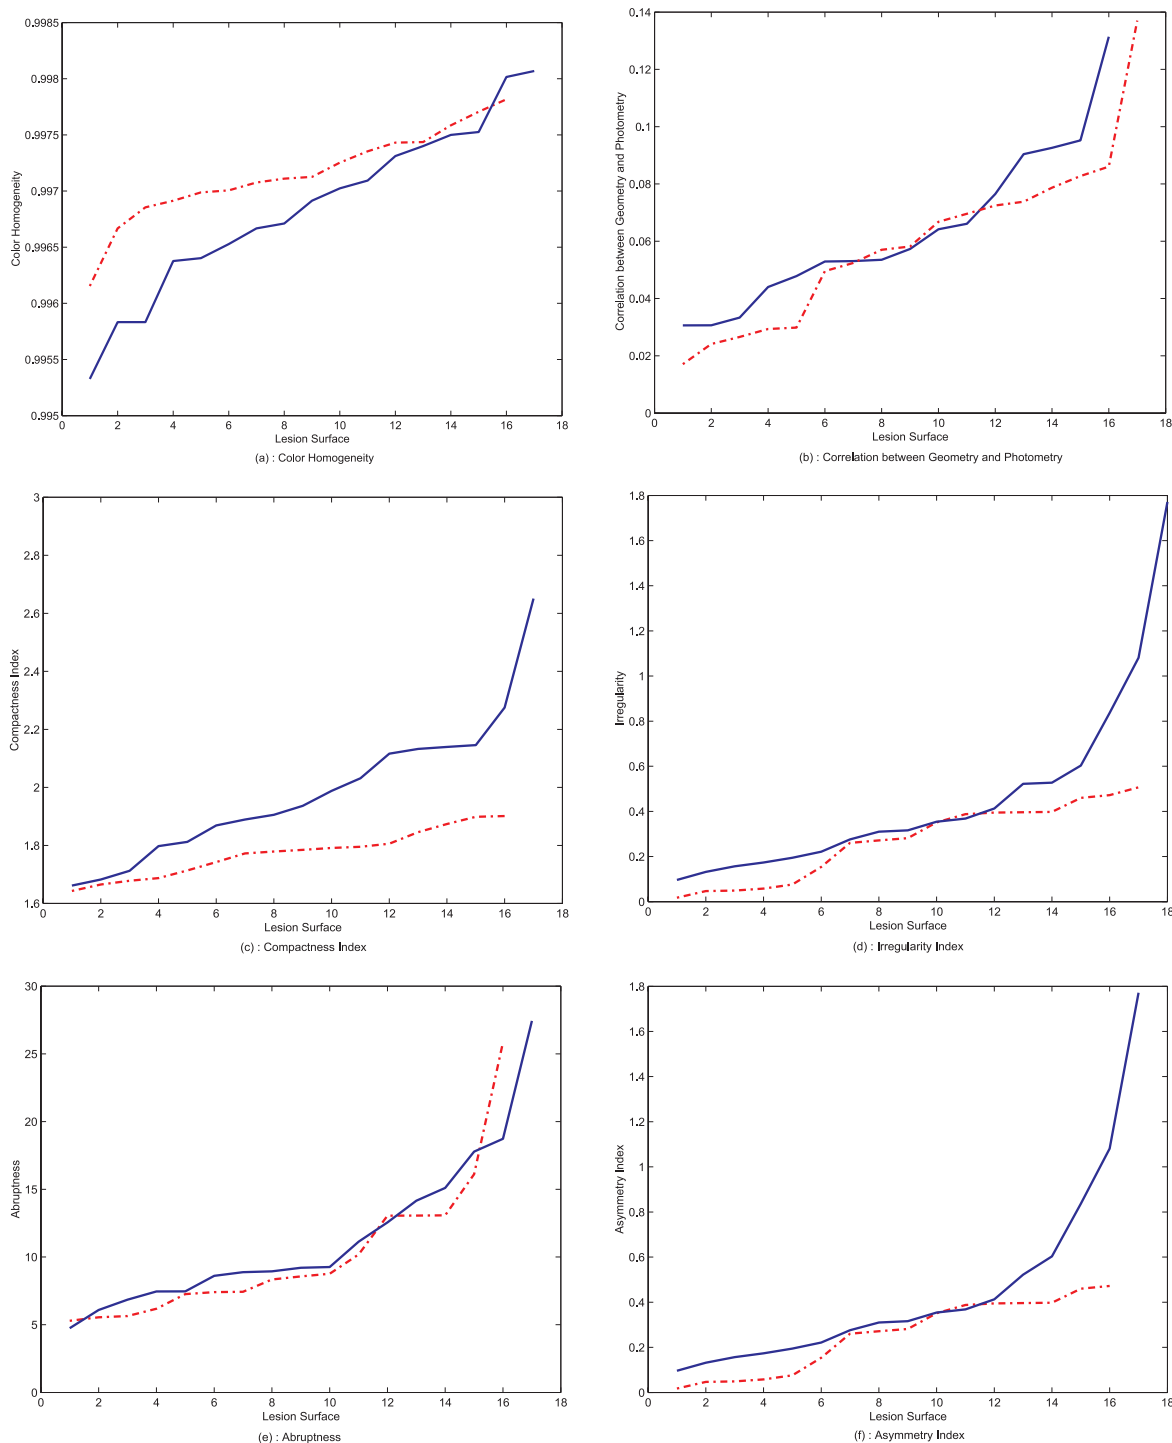 0.9985
0.998
0.9975
0.997
0.9965
0.996
0.9955
0.995
Color Homogeneity
0 2 4 6 8 10 12 14 16 18
Lesion Surface
(a) : Color Homogeneity
0.14
0.12
0.1
0.08
0.06
0.04
0.02
0
Correlation between Geometry and Photometry
0 2 4 6 8 10 12 14 16 18
Lesion Surface
(b) : Correlation between Geometry and Photometry
3
2.8
2.6
2.4
2.2
2
1.8
1.6
Compactness Index
0 2 4 6 8 10 12 14 16 18
Lesion Surface
(c) : Compactness Index
1.8
1.6
1.4
1.2
1
0.8
0.6
0.4
0.2
0
Irregularity
0 2 4 6 8 10 12 14 16 18
Lesion Surface
(d) : Irregularity Index
30
25
20
15
10
5
0
Abruptness
0 2 4 6 8 10 12 14 16 18
Lesion Surface
(e) : Abruptness
1.8
1.6
1.4
1.2
1
0.8
0.6
0.4
0.2
0
Asymmetry Index
0 2 4 6 8 10 12 14 16 18
Lesion Surface
(f) : Asymmetry Index